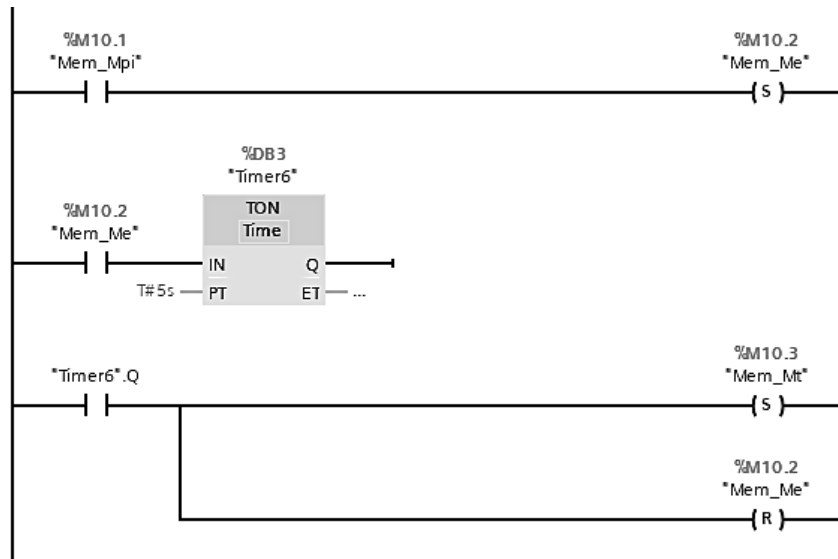 %M10.1
"Mem_Mpi"
%M10.2
"Mem_Me"
S
%DB3
"Timer6"
%M10.2
"Mem_Me"
TON
Time
IN
Q
T#5s
PT
ET
...
"Timer6".Q
%M10.3
"Mem_Mt"
S
%M10.2
"Mem_Me"
R